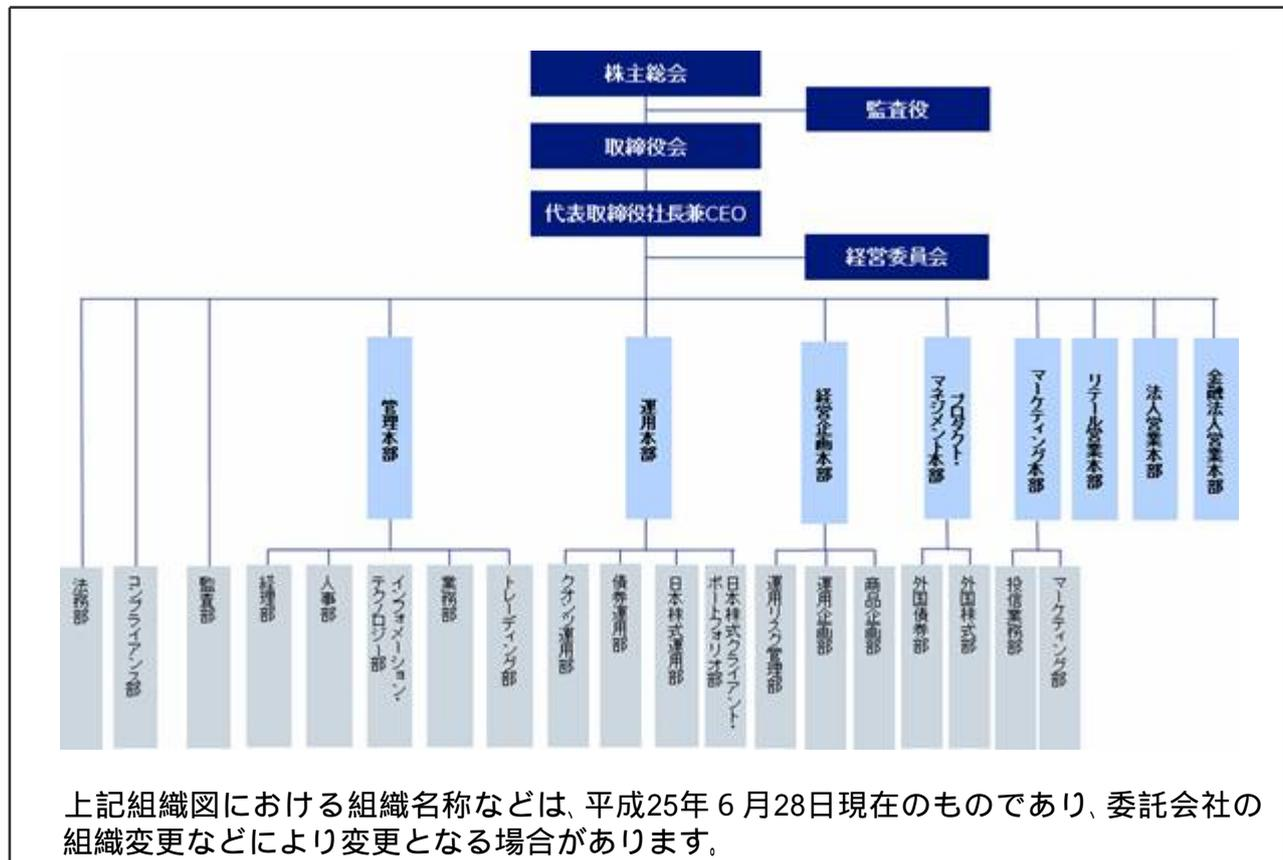 株主総会
監査役
取締役会
代表取締役社長兼CEO
経営委員会
管理本部
運用本部
経営企画本部
プロダクト・
マネジメント本部
マーケティング本部
リテール営業本部
法人営業本部
金融法人営業本部
法務部
コンプライアンス部
監査部
経理部
人事部
インフォメーション・
テクノロジー部
業務部
トレーディング部
クオンツ運用部
債券運用部
日本株式運用部
日本株式クライアント・
ポートフォリオ部
運用リスク管理部
運用企画部
商品企画部
外国債券部
外国株式部
投信業務部
マーケティング部
上記組織図における組織名称などは、平成25年6月28日現在のものであり、委託会社の
組織変更などにより変更となる場合があります。